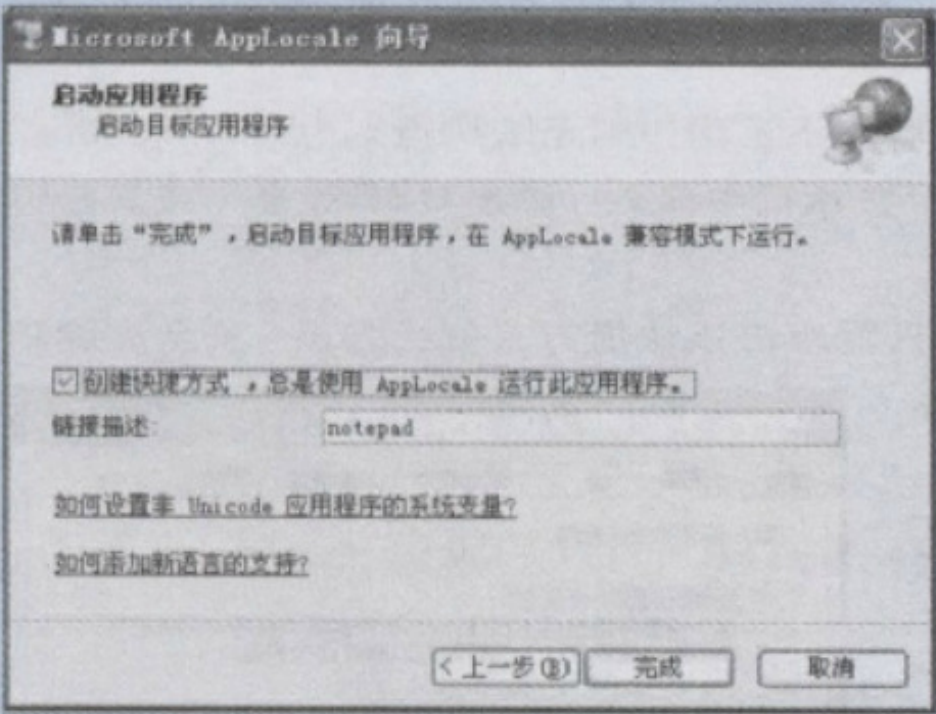 Microsoft AppLocale 向导
启动应用程序
启动目标应用程序
请单击“完成”，启动目标应用程序，在 AppLocale 兼容模式下运行。
创建快捷方式 ，总是使用 AppLocale 运行此应用程序。
链接描述: notepad
如何设置非 Unicode 应用程序的系统变量?
如何添加新语言的支持?
< 上一步(B) 完成 取消